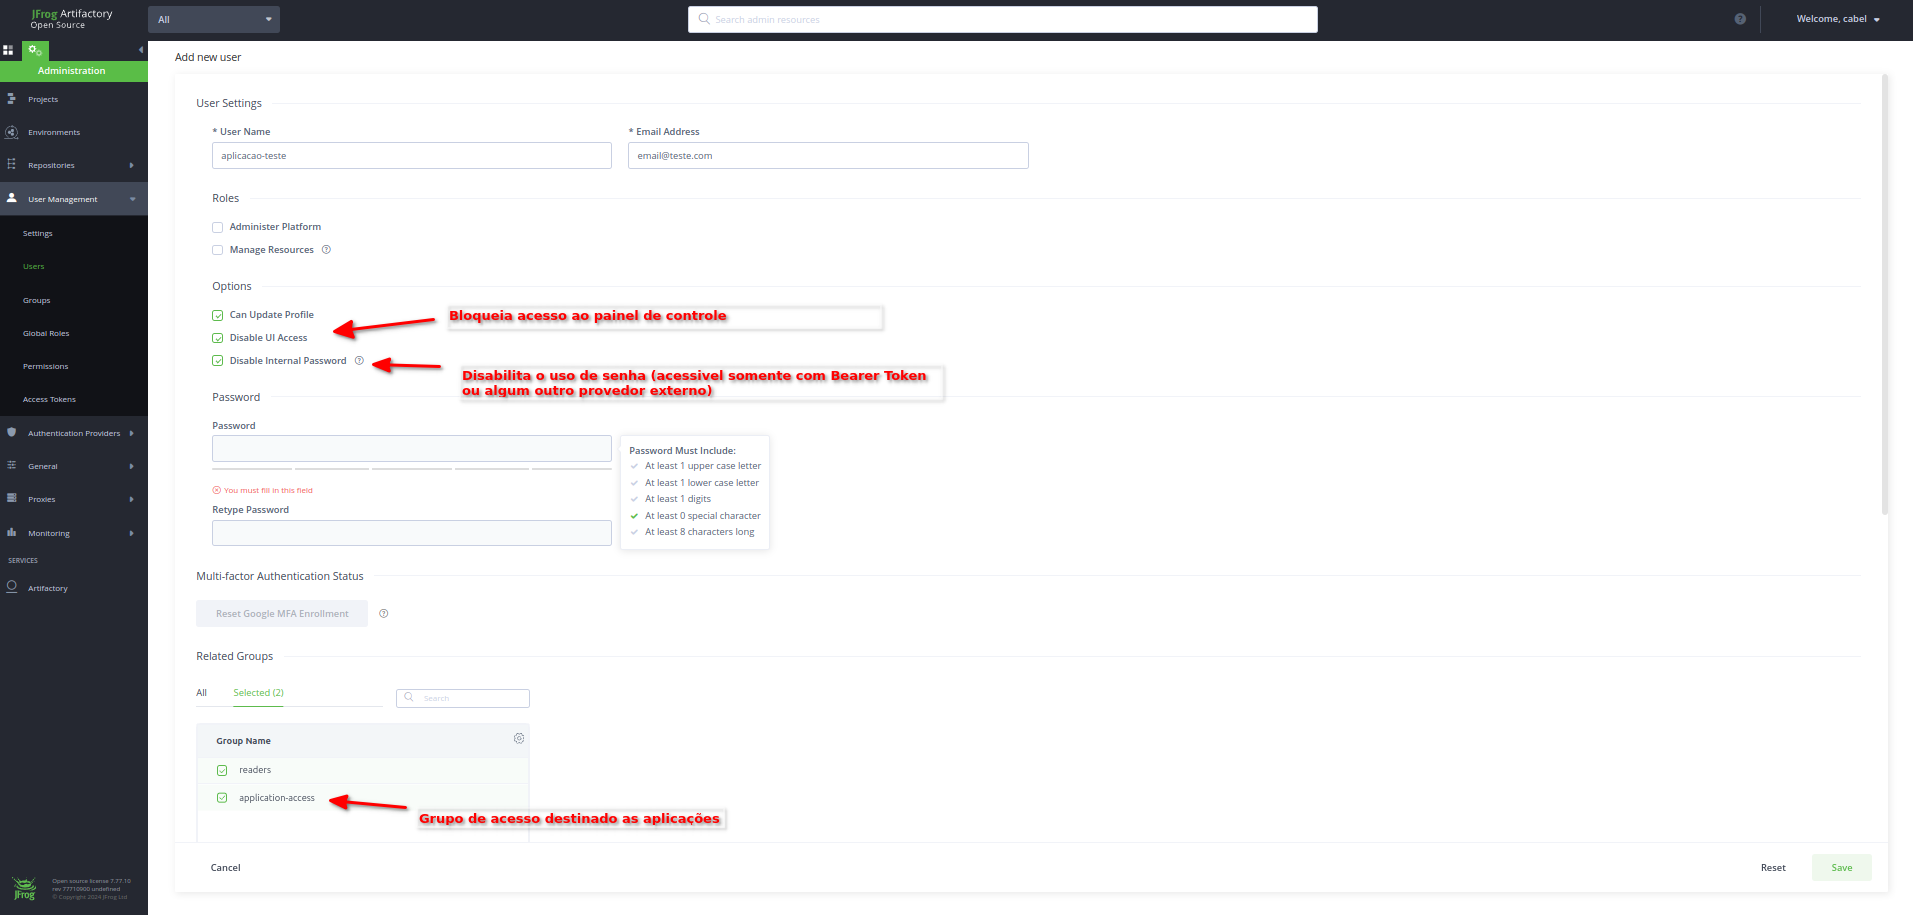 JFrog Artifactory
Open Source
All
Search admin resources
?
Welcome, cabel
Administration
Projects
Environments
Repositories
User Management
Settings
Users
Groups
Global Roles
Permissions
Access Tokens
Authentication Providers
General
Proxies
Monitoring
SERVICES
Artifactory
JFrog
Open source license 7.77.10
rev 77710900 undefined
© Copyright 2024 JFrog Ltd
Add new user
User Settings
* User Name
* Email Address
aplicacao-teste
email@teste.com
Roles
Administer Platform
Manage Resources ?
Options
Can Update Profile
Bloqueia acesso ao painel de controle
Disable UI Access
Disable Internal Password ?
Disabilita o uso de senha (acessivel somente com Bearer Token
ou algum outro provedor externo)
Password
Password
Password Must Include:
At least 1 upper case letter
At least 1 lower case letter
At least 1 digits
At least 0 special character
At least 8 characters long
You must fill in this field
Retype Password
Multi-factor Authentication Status
Reset Google MFA Enrollment ?
Related Groups
All
Selected (2)
Search
Group Name
readers
application-access
Grupo de acesso destinado as aplicações
Cancel
Reset
Save